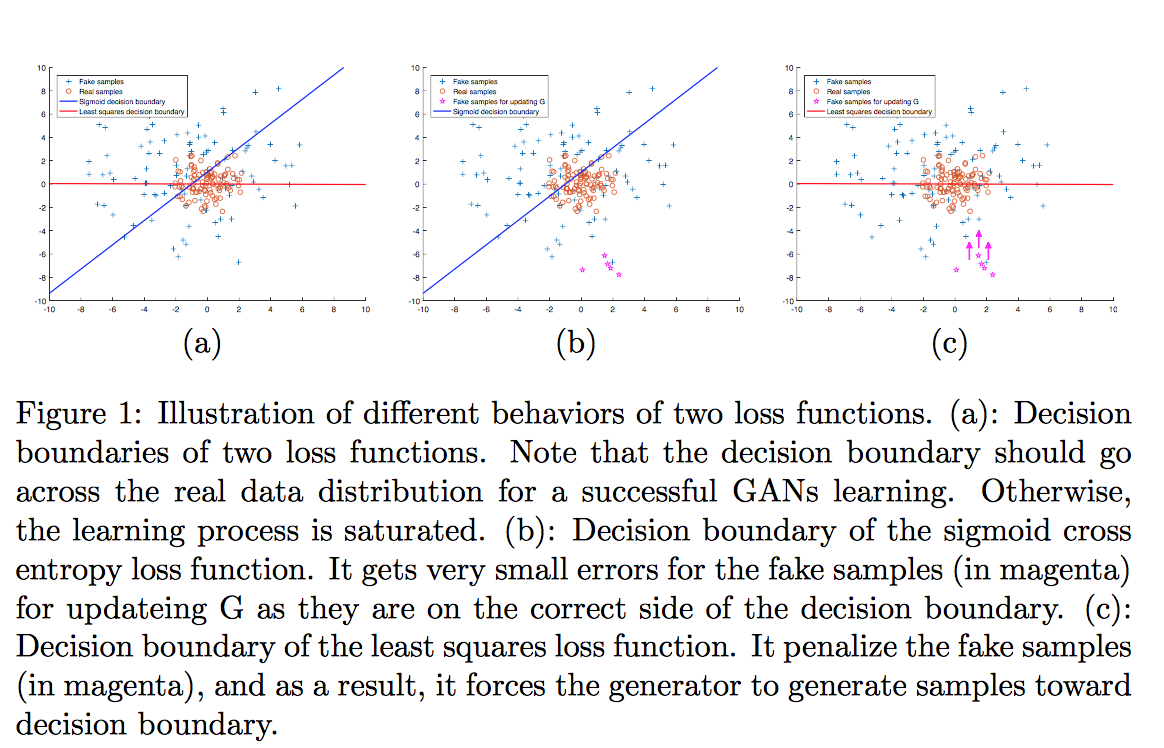 10
8
6
4
2
0
-2
-4
-6
-8
-10
Fake samples
Real samples
Sigmoid decision boundary
Least squares decision boundary
-10 -8 -6 -4 -2 0 2 4 6 8 10
(a)
10
8
6
4
2
0
-2
-4
-6
-8
-10
Fake samples
Real samples
Fake samples for updating G
Sigmoid decision boundary
-10 -8 -6 -4 -2 0 2 4 6 8 10
(b)
10
8
6
4
2
0
-2
-4
-6
-8
-10
Fake samples
Real samples
Fake samples for updating G
Least squares decision boundary
-10 -8 -6 -4 -2 0 2 4 6 8 10
(c)
Figure 1: Illustration of different behaviors of two loss functions. (a): Decision
boundaries of two loss functions. Note that the decision boundary should go
across the real data distribution for a successful GANs learning. Otherwise,
the learning process is saturated. (b): Decision boundary of the sigmoid cross
entropy loss function. It gets very small errors for the fake samples (in magenta)
for updateing G as they are on the correct side of the decision boundary. (c):
Decision boundary of the least squares loss function. It penalize the fake samples
(in magenta), and as a result, it forces the generator to generate samples toward
decision boundary.